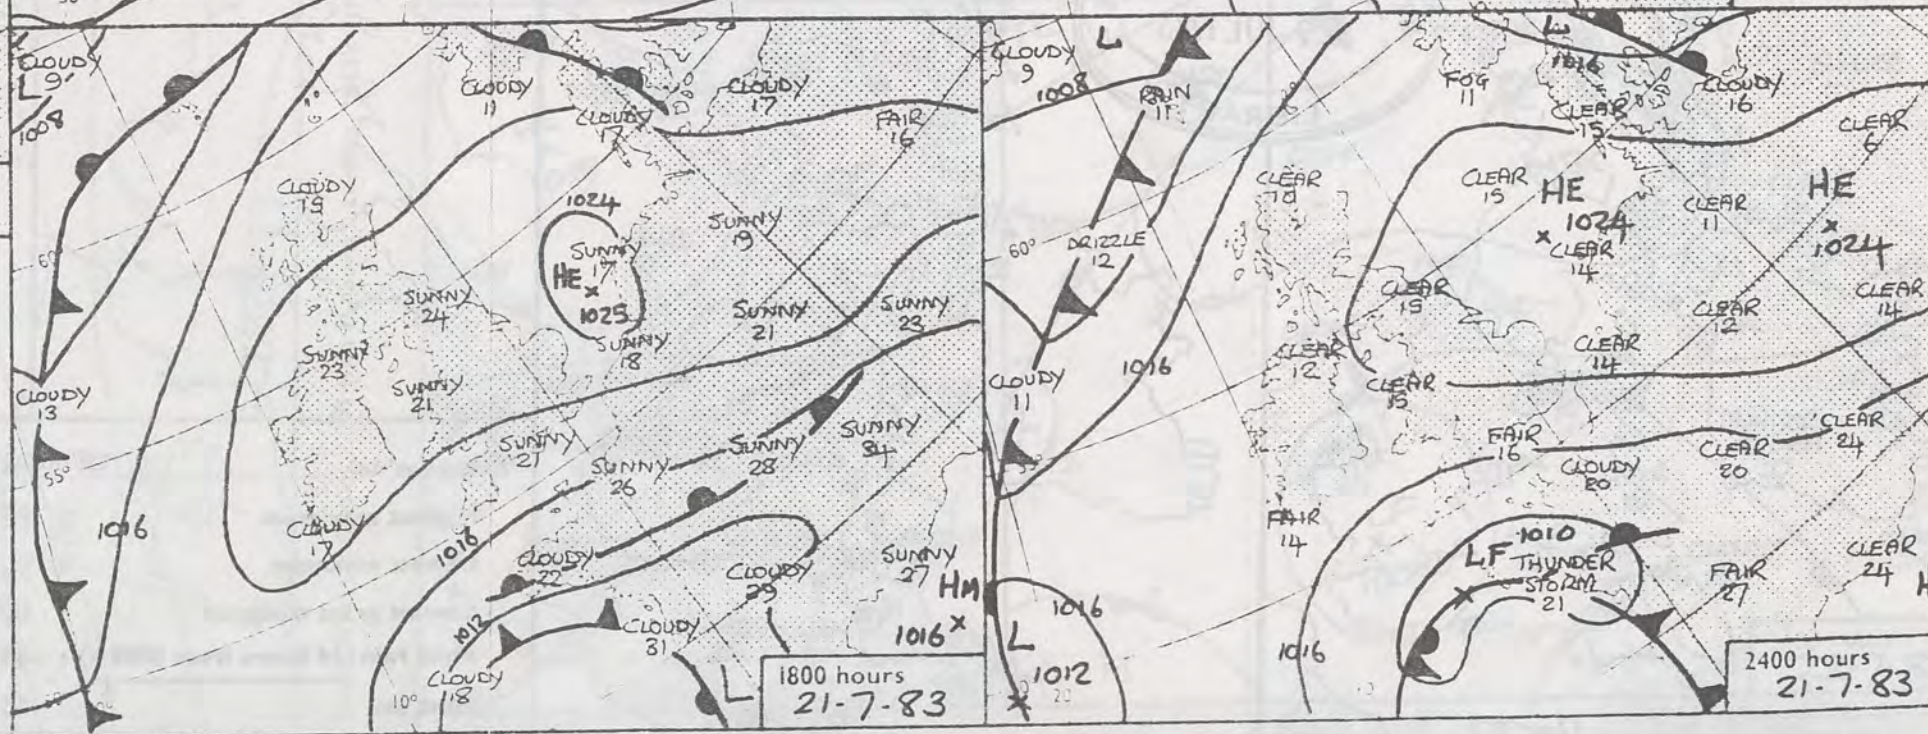 CLOUDY
9
L
1008
CLOUDY
11
CLOUDY
17
CLOUDY
17
FAIR
16
CLOUDY
19
1024
SUNNY
HE
1025
SUNNY
19
60°
SUNNY
24
SUNNY
18
SUNNY
21
SUNNY
23
SUNNY
23
SUNNY
21
CLOUDY
13
55°
1016
SUNNY
21
SUNNY
26
SUNNY
28
SUNNY
34
CLOUDY
17
1016
CLOUDY
22
CLOUDY
29
SUNNY
27
HM
1016
1012
CLOUDY
31
CLOUDY
18
10°
L
1800 hours
21-7-83
CLOUDY
9
L
1008
RAIN
11
FOG
11
L
1016
CLOUDY
16
CLEAR
15
CLEAR
6
CLEAR
CLEAR
15
HE
1024
CLEAR
11
HE
1024
60°
DRIZZLE
12
CLEAR
14
CLEAR
15
CLEAR
12
CLEAR
14
CLEAR
12
CLEAR
14
1016
CLOUDY
11
CLEAR
15
FAIR
16
CLOUDY
20
CLEAR
20
CLEAR
24
FAIR
14
1010
LF
THUNDER
STORM
21
FAIR
27
CLEAR
24
H
1016
L
1012
20
1016
10
2400 hours
21-7-83